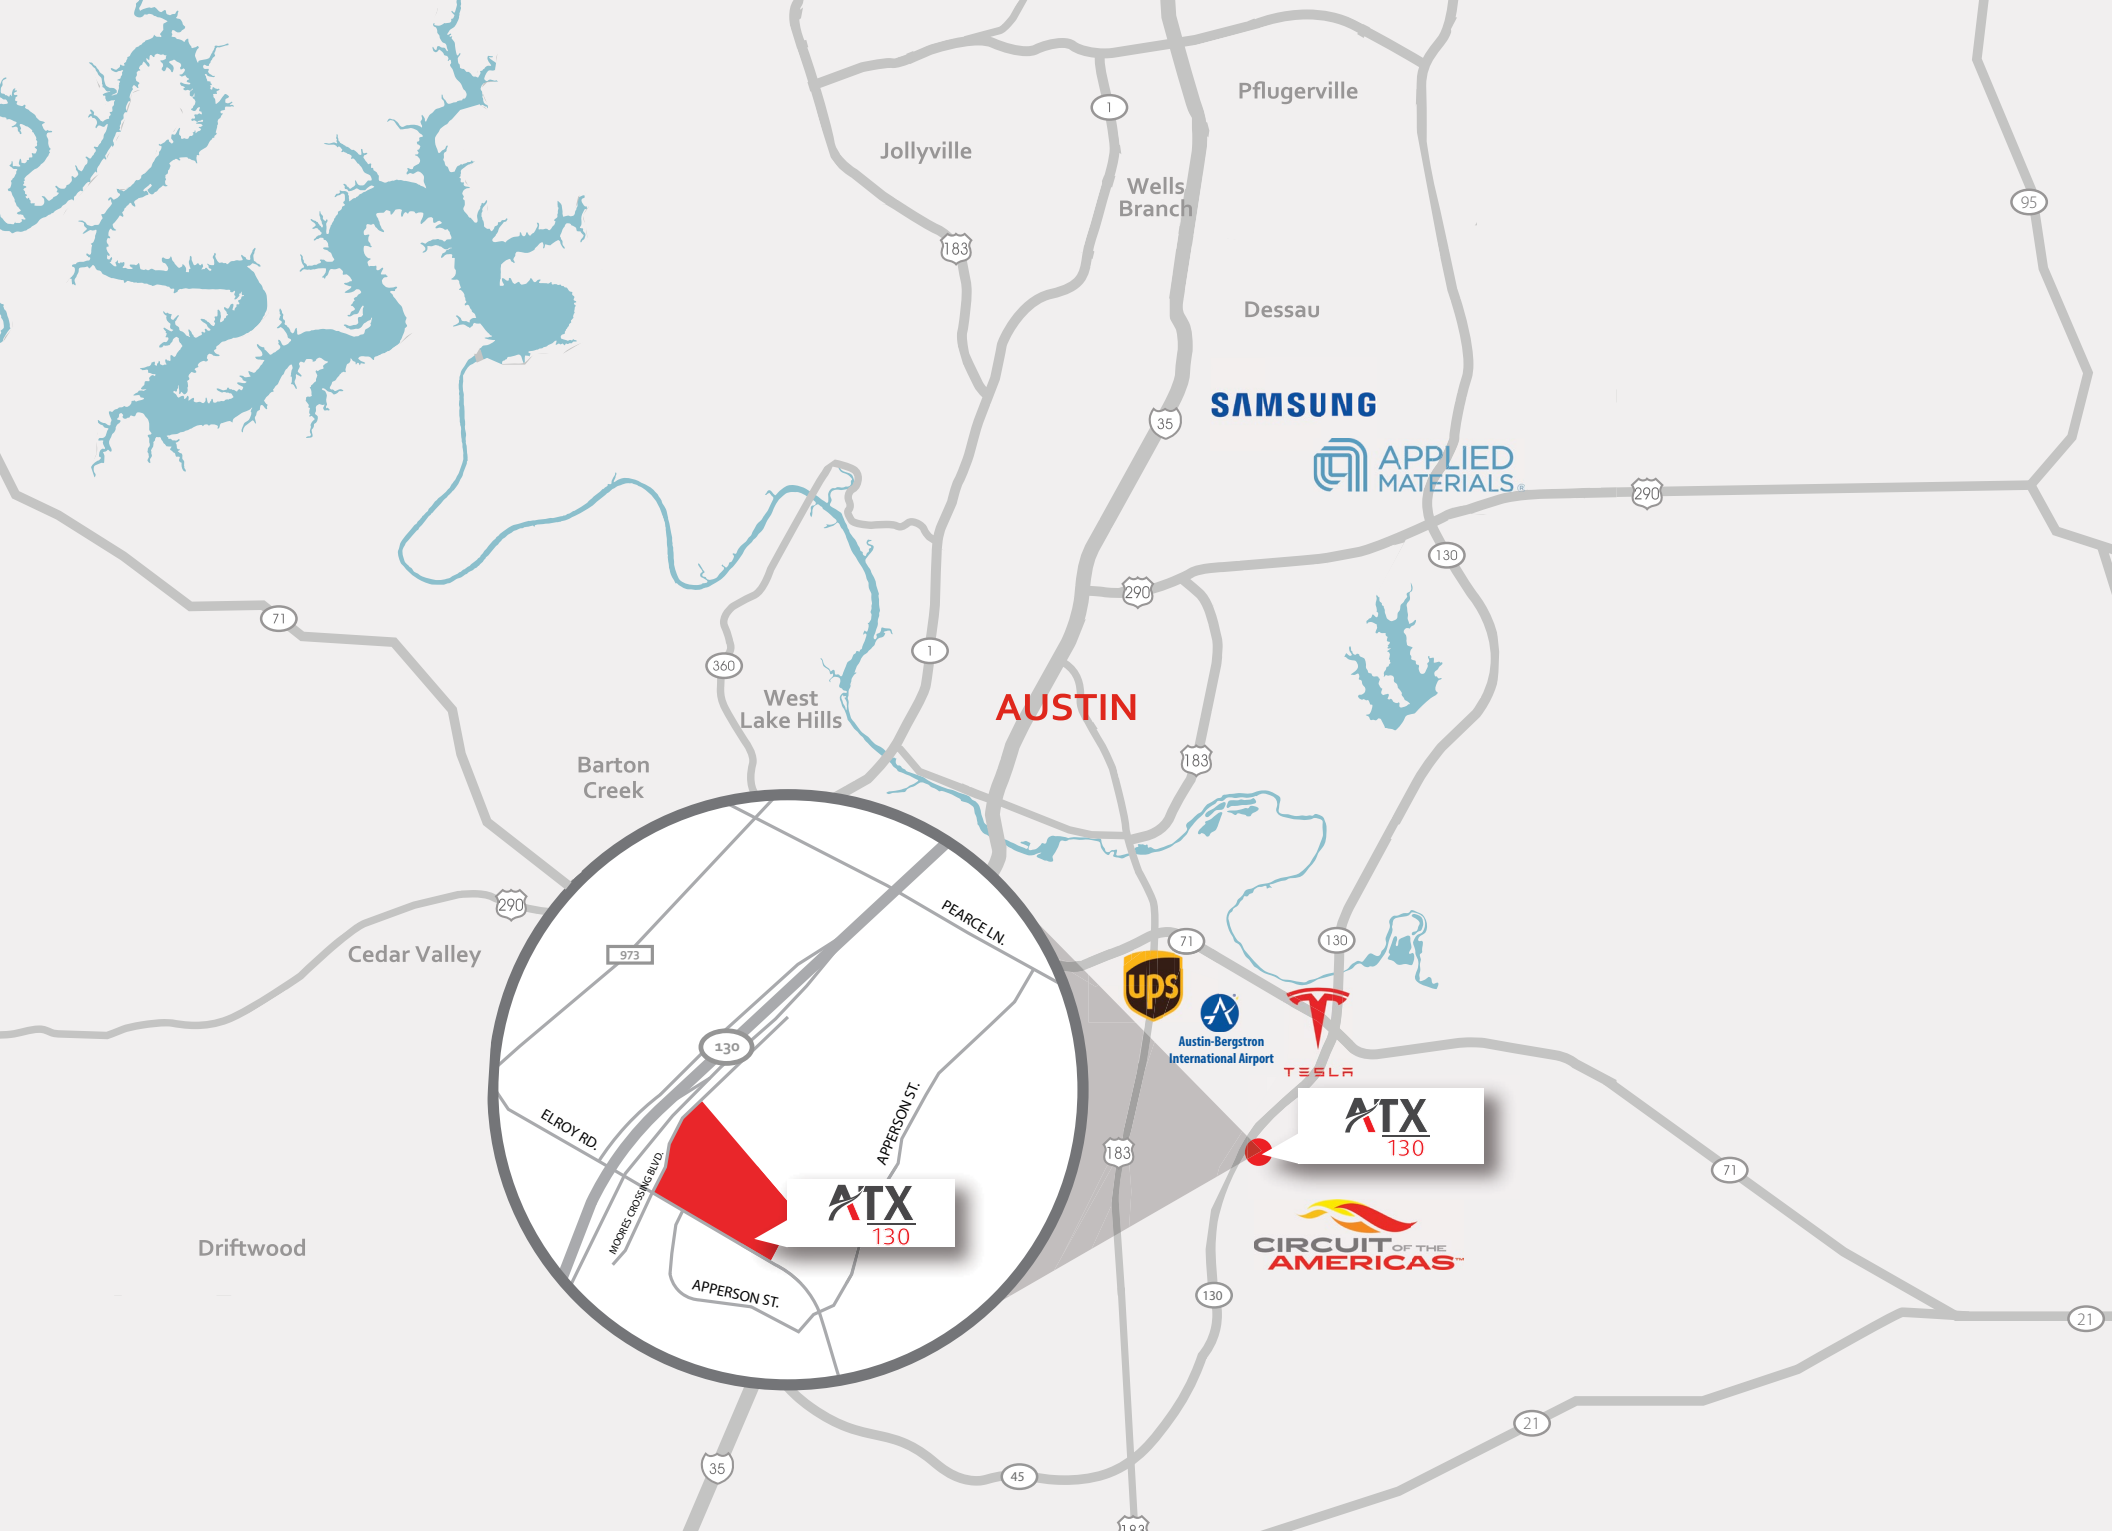 Pflugerville
1
Jollyville
Wells
Branch
95
183
Dessau
SAMSUNG
35
APPLIED
MATERIALS®
290
130
290
71
1
360
West
Lake Hills
AUSTIN
183
Barton
Creek
290
PEARCE LN.
71
130
Cedar Valley
973
ups
Austin-Bergstron
International Airport
TESLA
130
ELROY RD.
APPERSON ST.
MOORES CROSSING BLVD.
ATX
130
183
71
ATX
130
CIRCUIT OF THE
AMERICAS™
Driftwood
APPERSON ST.
130
21
21
35
45
183